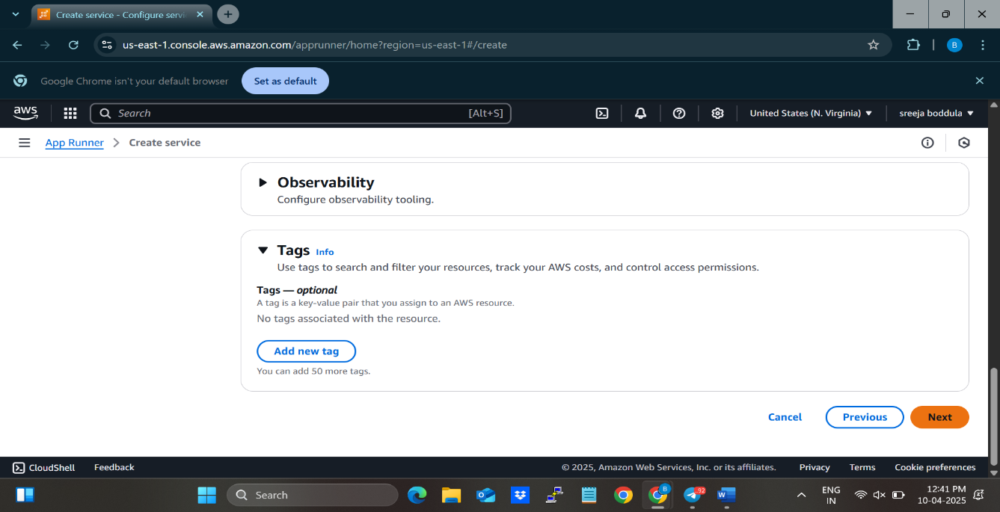 Create service - Configure servi
us-east-1.console.aws.amazon.com/apprunner/home?region=us-east-1#/create
B
Google Chrome isn't your default browser
Set as default
aws
Search
[Alt+S]
United States (N. Virginia)
sreeja boddula
App Runner
Create service
Observability
Configure observability tooling.
Tags Info
Use tags to search and filter your resources, track your AWS costs, and control access permissions.
Tags — optional
A tag is a key-value pair that you assign to an AWS resource.
No tags associated with the resource.
Add new tag
You can add 50 more tags.
Cancel
Previous
Next
CloudShell
Feedback
© 2025, Amazon Web Services, Inc. or its affiliates.
Privacy
Terms
Cookie preferences
Search
B
92
W
ENG
IN
12:41 PM
10-04-2025